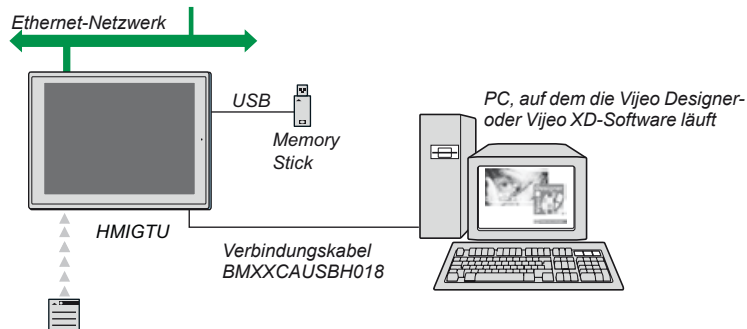 Ethernet-Netzwerk
USB
Memory
Stick
PC, auf dem die Vijeo Designer-
oder Vijeo XD-Software läuft
HMIGTU
Verbindungskabel
BMXXCAUSBH018